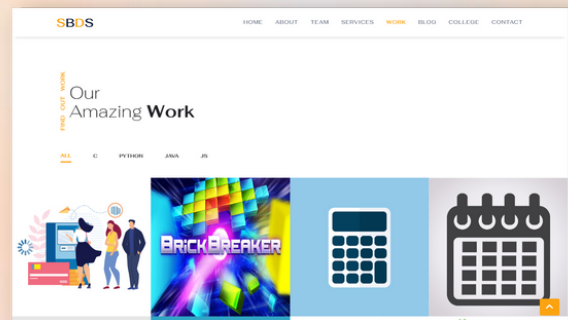 SBDS
HOME ABOUT TEAM SERVICES WORK BLOG COLLEGE CONTACT
FIND OUT WORK
Our
Amazing Work
ALL C PYTHON JAVA JS
BRICKBREAKER